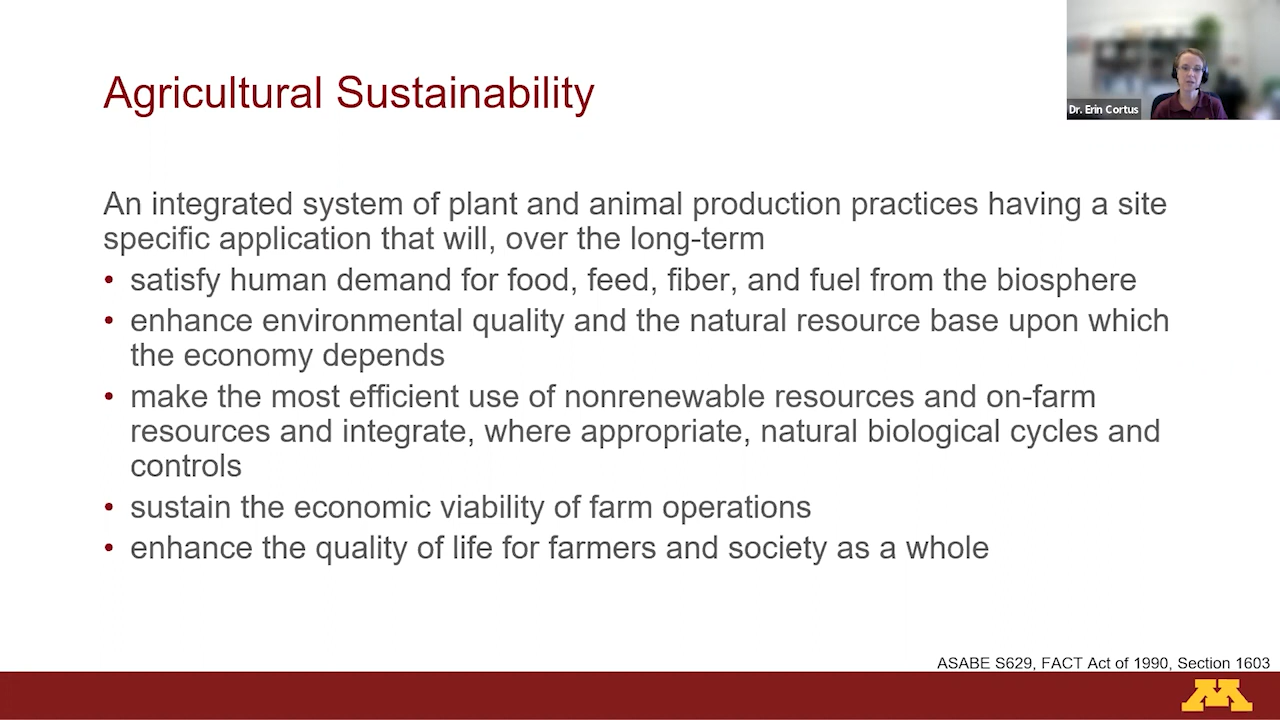 Agricultural Sustainability
Dr. Erin Cortus
An integrated system of plant and animal production practices having a site
specific application that will, over the long-term
• satisfy human demand for food, feed, fiber, and fuel from the biosphere
• enhance environmental quality and the natural resource base upon which
the economy depends
• make the most efficient use of nonrenewable resources and on-farm
resources and integrate, where appropriate, natural biological cycles and
controls
• sustain the economic viability of farm operations
• enhance the quality of life for farmers and society as a whole
ASABE S629, FACT Act of 1990, Section 1603
M